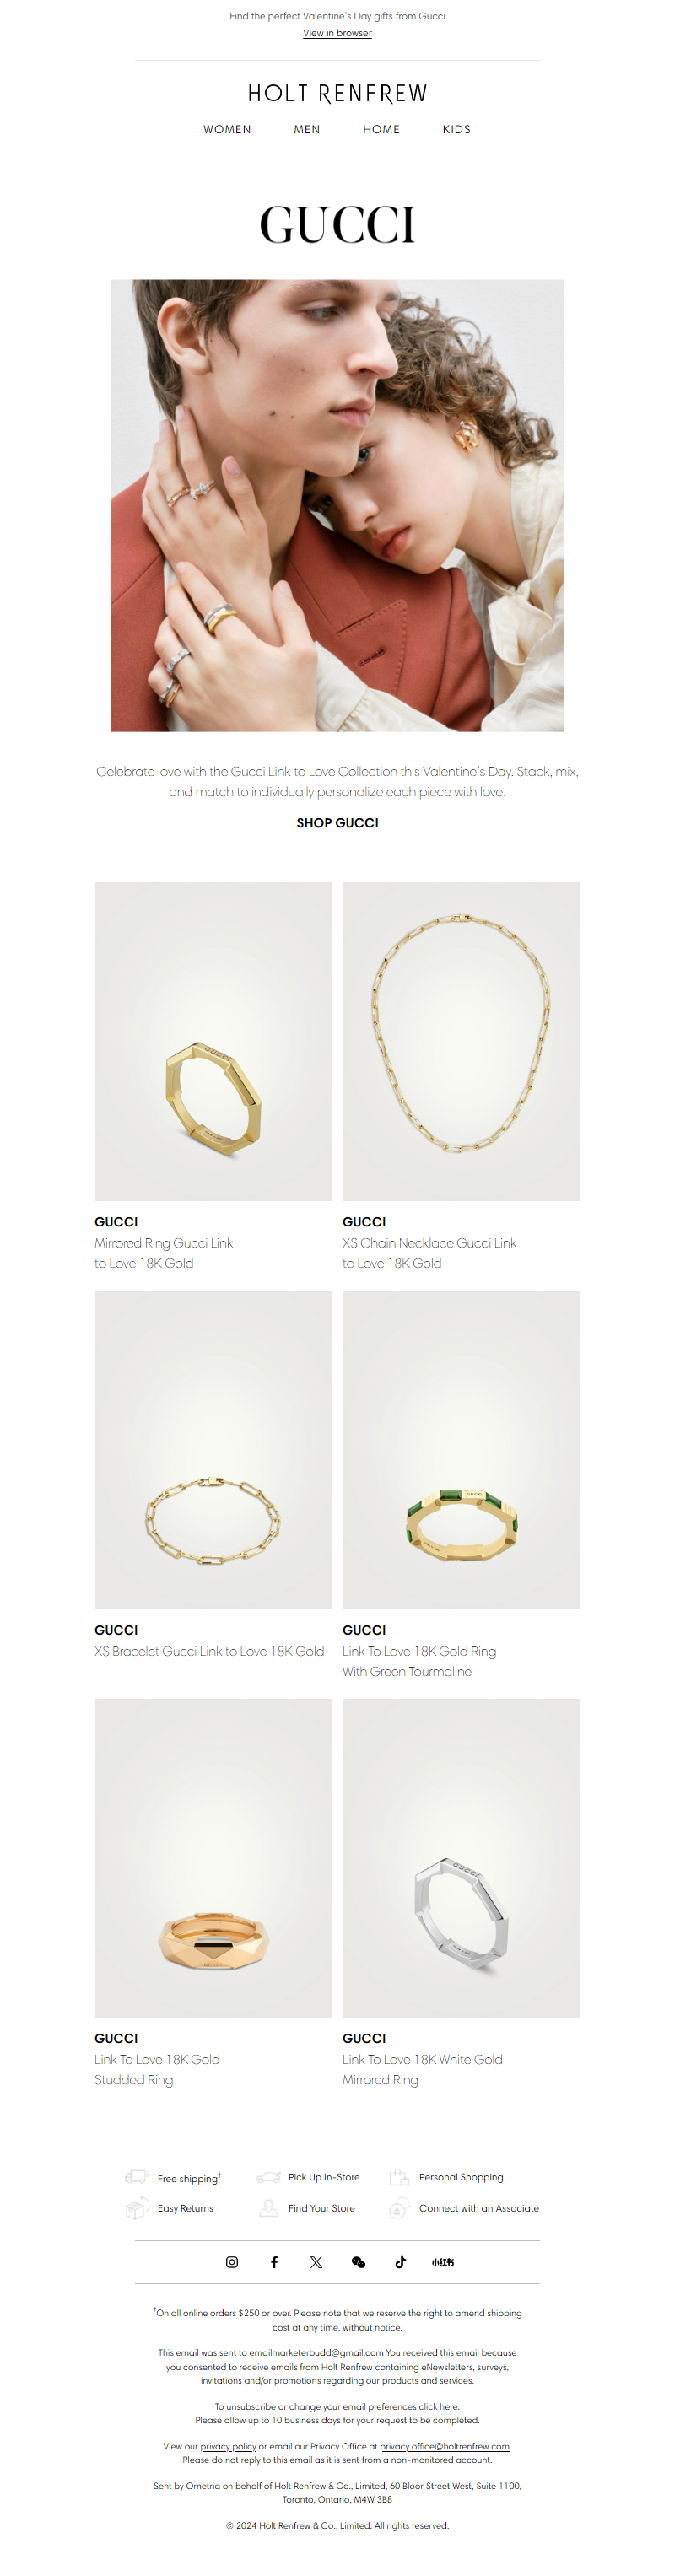 Find the perfect Valentine's Day gifts from Gucci
View in browser
HOLT RENFREW
WOMEN MEN HOME KIDS
GUCCI
Celebrate love with the Gucci Link to Love Collection this Valentine's Day. Stack, mix,
and match to individually personalize each piece with love.
SHOP GUCCI
GUCCI
GUCCI
Mirrored Ring Gucci Link
to Love 18K Gold
GUCCI
XS Chain Necklace Gucci Link
to Love 18K Gold
GUCCI
GUCCI
XS Bracelet Gucci Link to Love 18K Gold
GUCCI
Link To Love 18K Gold Ring
With Green Tourmaline
GUCCI
GUCCI
Link To Love 18K Gold
Studded Ring
GUCCI
Link To Love 18K White Gold
Mirrored Ring
Free shipping†
Pick Up In-Store
Personal Shopping
Easy Returns
Find Your Store
Connect with an Associate
小红书
†On all online orders $250 or over. Please note that we reserve the right to amend shipping
cost at any time, without notice.
This email was sent to emailmarketerbudd@gmail.com You received this email because
you consented to receive emails from Holt Renfrew containing eNewsletters, surveys,
invitations and/or promotions regarding our products and services.
To unsubscribe or change your email preferences click here.
Please allow up to 10 business days for your request to be completed.
View our privacy policy or email our Privacy Office at privacy.office@holtrenfrew.com.
Please do not reply to this email as it is sent from a non-monitored account.
Sent by Ometria on behalf of Holt Renfrew & Co., Limited, 60 Bloor Street West, Suite 1100,
Toronto, Ontario, M4W 3B8
© 2024 Holt Renfrew & Co., Limited. All rights reserved.